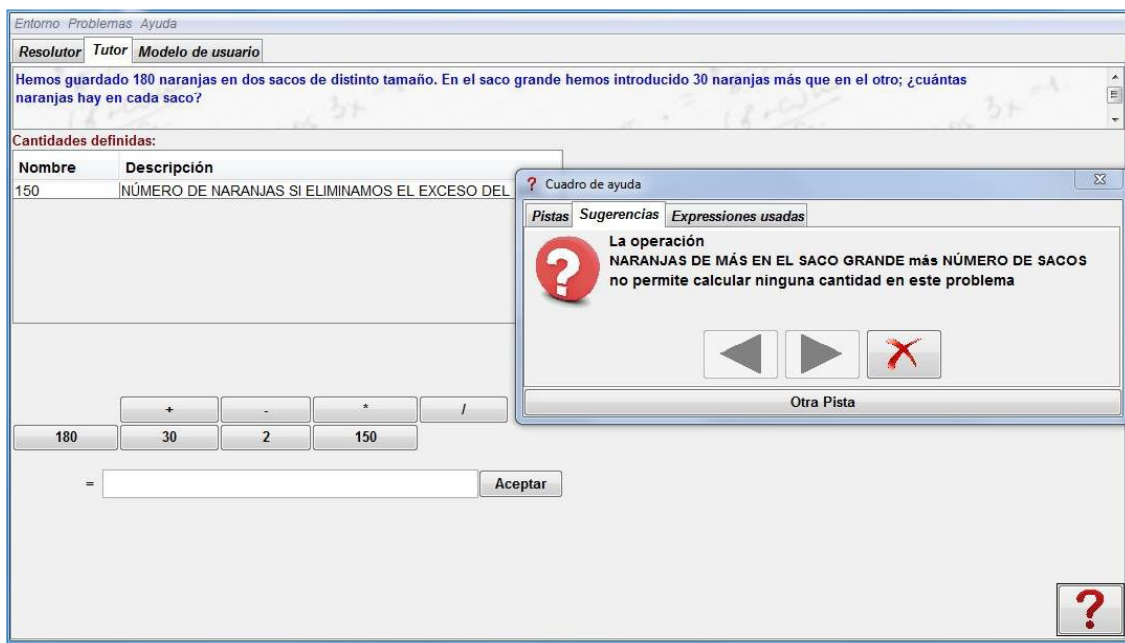 Entorno Problemas Ayuda
Resolutor Tutor Modelo de usuario
Hemos guardado 180 naranjas en dos sacos de distinto tamaño. En el saco grande hemos introducido 30 naranjas más que en el otro; ¿cuántas
naranjas hay en cada saco?
Cantidades definidas:
Nombre Descripción
150 NÚMERO DE NARANJAS SI ELIMINAMOS EL EXCESO DEL
? Cuadro de ayuda
Pistas Sugerencias Expressiones usadas
La operación
NARANJAS DE MÁS EN EL SACO GRANDE más NÚMERO DE SACOS
no permite calcular ninguna cantidad en este problema
Otra Pista
+ - * /
180 30 2 150
= Aceptar
?